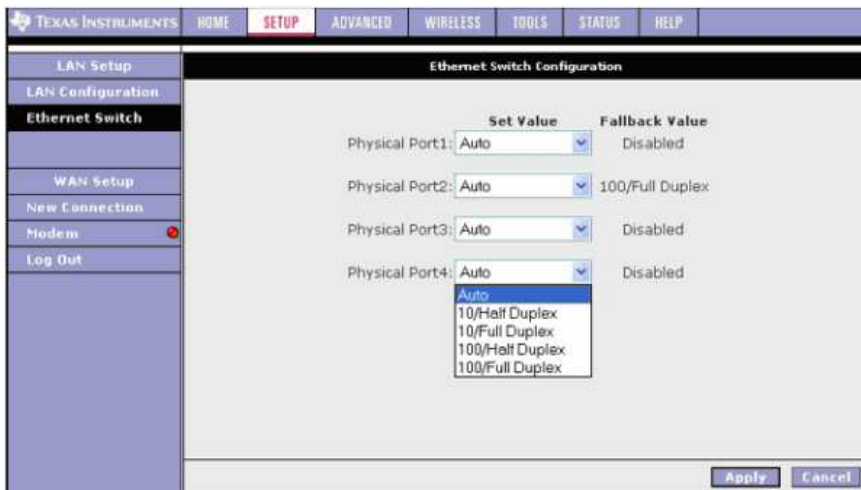 TEXAS INSTRUMENTS HOME SETUP ADVANCED WIRELESS TOOLS STATUS HELP
LAN Setup
LAN Configuration
Ethernet Switch
WAN Setup
New Connection
Modem
Log Out
Ethernet Switch Configuration
Set Value Fallback Value
Physical Port1: Auto Disabled
Physical Port2: Auto 100/Full Duplex
Physical Port3: Auto Disabled
Physical Port4: Auto Disabled
Auto
10/Half Duplex
10/Full Duplex
100/Half Duplex
100/Full Duplex
Apply Cancel